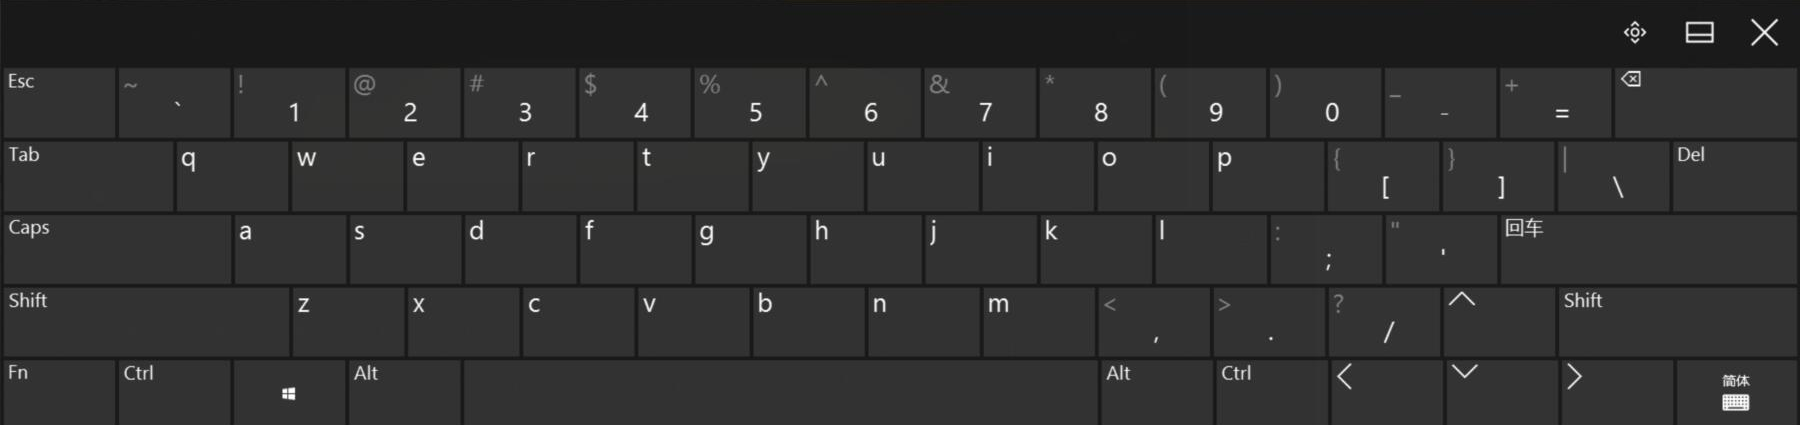 Esc ~ ` ! 1 @ 2 # 3 $ 4 % 5 ^ 6 & 7 * 8 ( 9 ) 0 _ - + =
Tab q w e r t y u i o p { [ } ] | \ Del
Caps a s d f g h j k l : ; " ' 回车
Shift z x c v b n m < , > . ? / Shift
Fn Ctrl Alt Alt Ctrl 简体